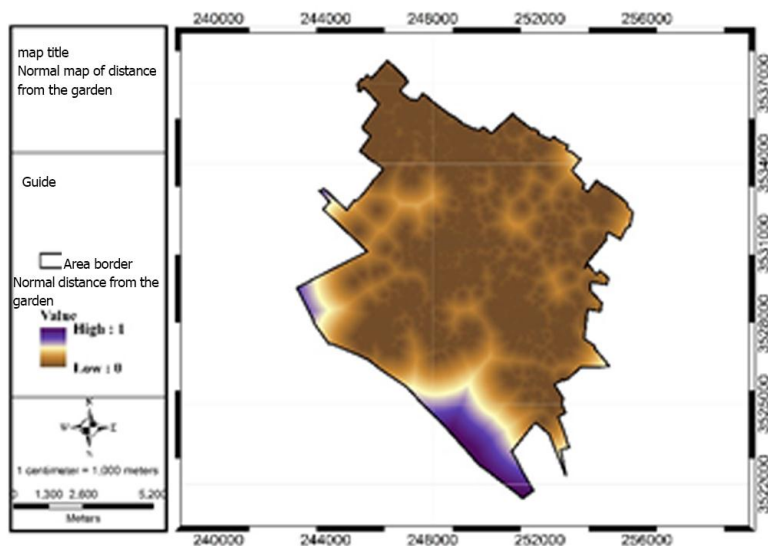 map title
Normal map of distance
from the garden
Guide
Area border
Normal distance from the
garden
Value
High : 1
Low : 0
N
W E
S
1 centimeter = 1,000 meters
0 1,300 2,600 5,200
Meters
240000 244000 248000 252000 256000
3537000
3534000
3531000
3528000
3525000
3522000
240000 244000 248000 252000 256000